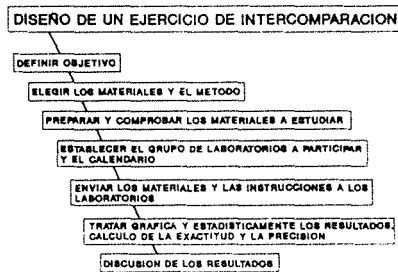 DISEÑO DE UN EJERCICIO DE INTERCOMPARACION
DEFINIR OBJETIVO
ELEGIR LOS MATERIALES Y EL METODO
PREPARAR Y COMPROBAR LOS MATERIALES A ESTUDIAR
ESTABLECER EL GRUPO DE LABORATORIOS A PARTICIPAR
Y EL CALENDARIO
ENVIAR LOS MATERIALES Y LAS INSTRUCCIONES A LOS
LABORATORIOS
TRATAR GRAFICA Y ESTADISTICAMENTE LOS RESULTADOS.
CALCULO DE LA EXACTITUD Y LA PRECISION
DISCUSION DE LOS RESULTADOS